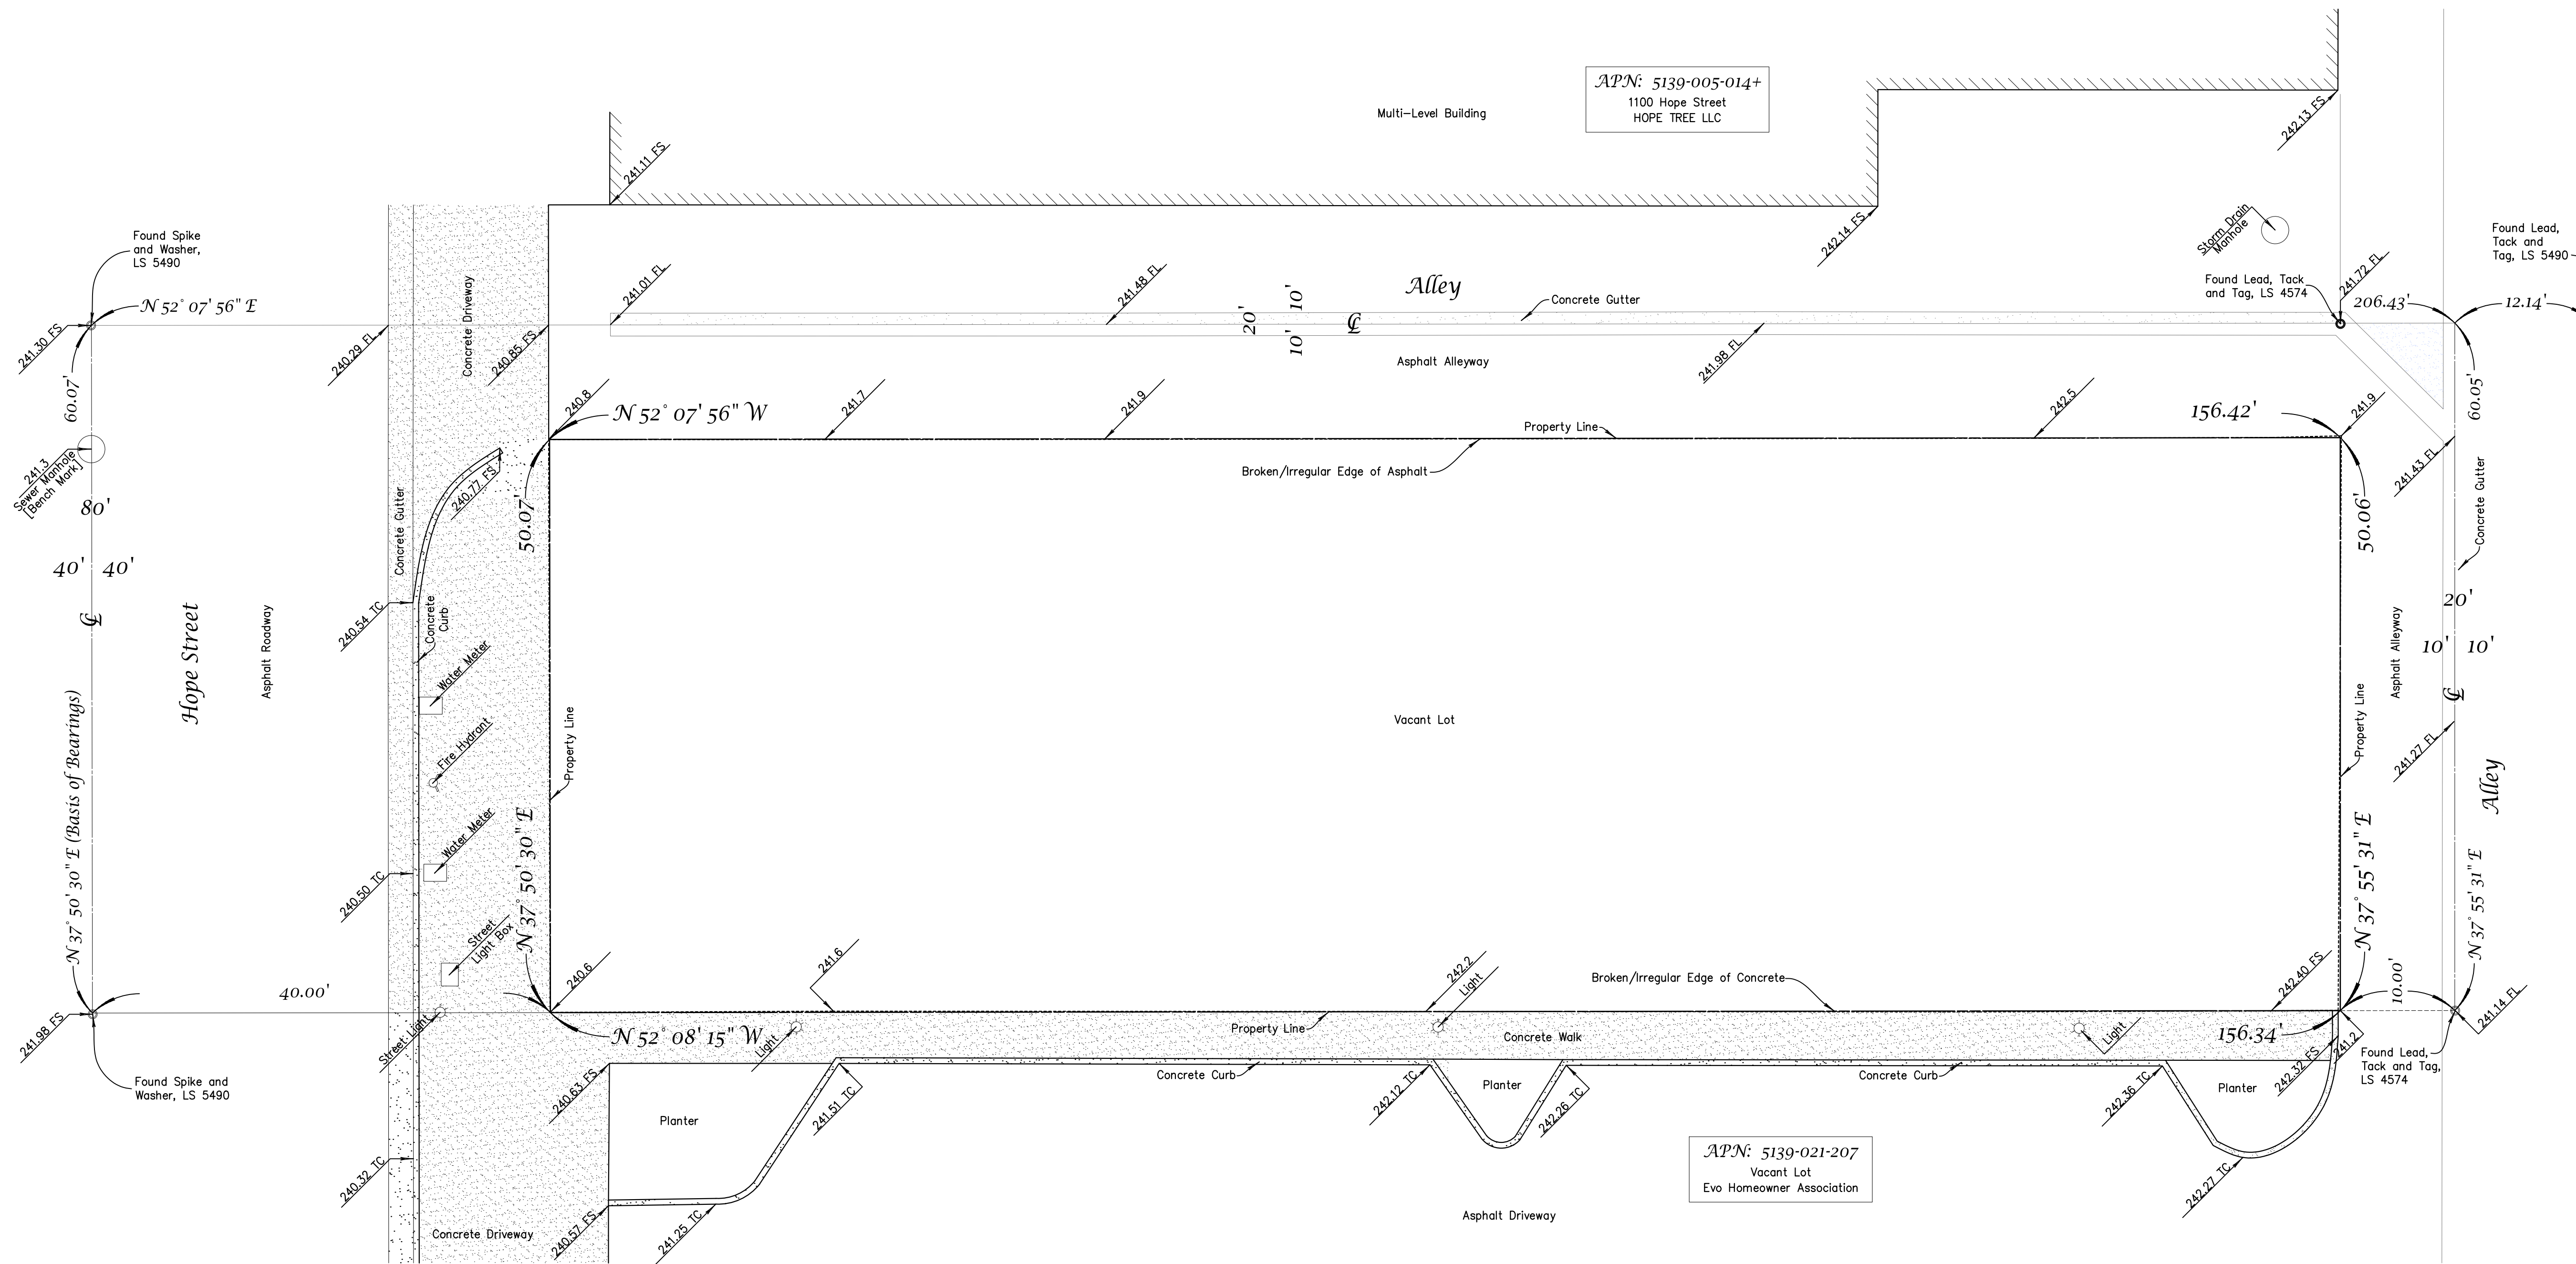 APN: 5139-005-014+
1100 Hope Street
HOPE TREE LLC
Multi-Level Building
242.13 FS
241.11 FS
242.14 FS
Storm Drain
Manhole
Found Spike
and Washer,
LS 5490
Found Lead,
Tack and
Tag, LS 5490
N 52° 07' 56" E
241.30 FS
240.29 FL
Concrete Driveway
240.85 FS
241.01 FL
241.48 FL
20'
10'
10'
℄
Alley
Concrete Gutter
Asphalt Alleyway
241.98 FL
Found Lead, Tack
and Tag, LS 4574
241.72 FL
206.43'
12.14'
60.07'
60.05'
240.8
N 52° 07' 56" W
241.7
241.9
242.5
156.42'
241.9
Property Line
Broken/Irregular Edge of Asphalt
241.3
Sewer Manhole
[Bench Mark]
80'
40' 40'
℄
Hope Street
Asphalt Roadway
Concrete Gutter
240.77 FS
50.07'
50.06'
241.43 FL
Concrete Gutter
240.54 TC
Concrete
Curb
Water Meter
Fire Hydrant
Water Meter
240.50 TC
Street
Light Box
Property Line
Vacant Lot
Property Line
Asphalt Alleyway
20'
10' 10'
℄
241.27 FL
Alley
N 37° 50' 30" E (Basis of Bearings)
N 37° 50' 30" E
N 37° 55' 31" E
N 37° 55' 31" E
40.00'
241.98 FS
Street Light
240.6
241.6
242.2
Light
Broken/Irregular Edge of Concrete
242.40 FS
10.00'
241.14 FL
N 52° 08' 15" W
Light
Property Line
Concrete Walk
Light
156.34'
241.2
242.32 FS
Found Lead,
Tack and Tag,
LS 4574
Found Spike and
Washer, LS 5490
240.63 FS
241.51 TC
Concrete Curb
242.12 TC
Planter
242.26 TC
Concrete Curb
242.36 TC
Planter
Planter
240.32 TC
242.27 TC
APN: 5139-021-207
Vacant Lot
Evo Homeowner Association
Concrete Driveway
240.57 FS
241.25 TC
Asphalt Driveway